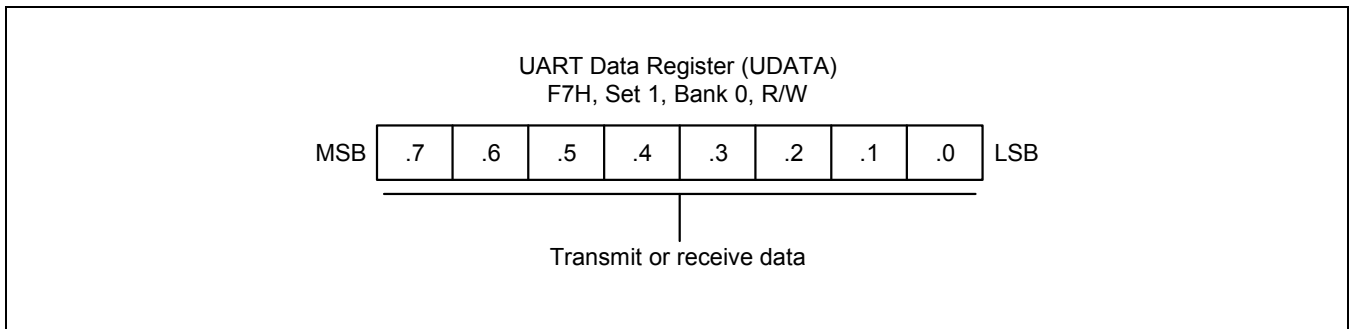 UART Data Register (UDATA)
F7H, Set 1, Bank 0, R/W
MSB .7 .6 .5 .4 .3 .2 .1 .0 LSB
Transmit or receive data